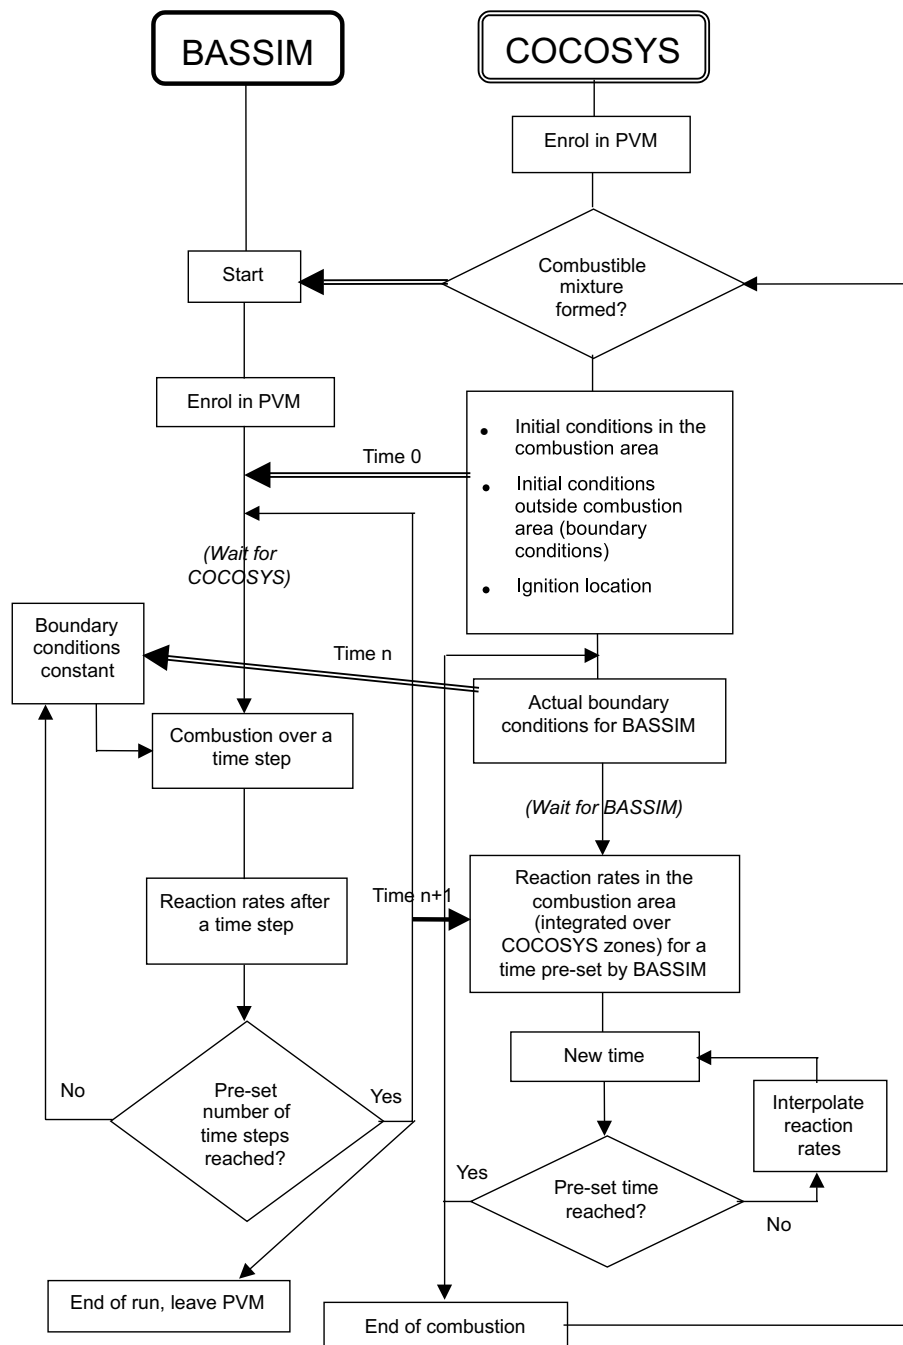 BASSIM
COCOSYS
Enrol in PVM
Start
Combustible
mixture
formed?
Enrol in PVM
• Initial conditions in the
combustion area
Time 0
• Initial conditions
outside combustion
area (boundary
conditions)
(Wait for
COCOSYS)
• Ignition location
Boundary
conditions
constant
Time n
Actual boundary
conditions for BASSIM
Combustion over a
time step
(Wait for BASSIM)
Reaction rates after
a time step
Time n+1
Reaction rates in the
combustion area
(integrated over
COCOSYS zones) for a
time pre-set by BASSIM
New time
No
Pre-set
number of
time steps
reached?
Yes
Interpolate
reaction
rates
Yes
Pre-set time
reached?
No
End of run, leave PVM
End of combustion